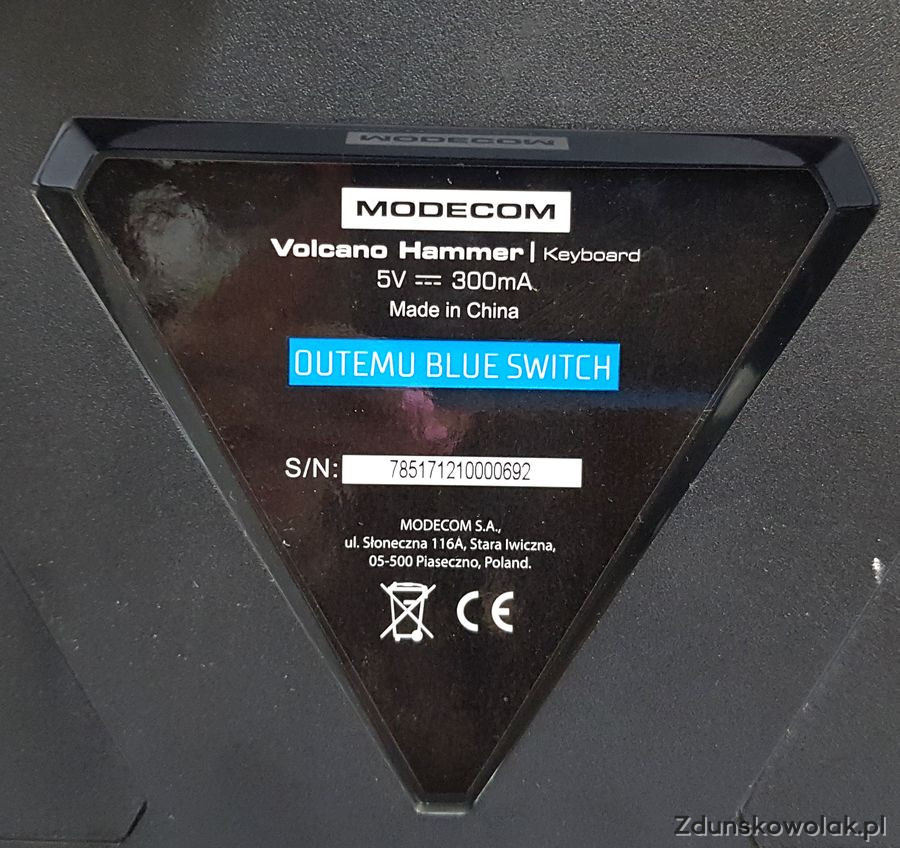 MODECOM
MODECOM
Volcano Hammer | Keyboard
5V ⎓ 300mA
Made in China
OUTEMU BLUE SWITCH
S/N: 785171210000692
MODECOM S.A.,
ul. Słoneczna 116A, Stara Iwiczna,
05-500 Piaseczno, Poland.
CE
Zdunskowolak.pl